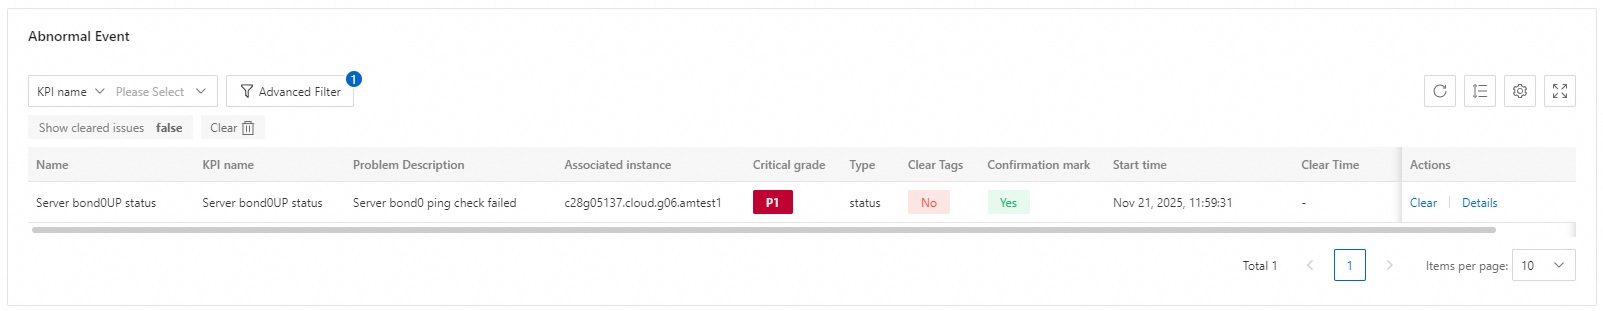 Abnormal Event
KPI name Please Select Advanced Filter 1
Show cleared issues false Clear
Name KPI name Problem Description Associated instance Critical grade Type Clear Tags Confirmation mark Start time Clear Time Actions
Server bond0UP status Server bond0UP status Server bond0 ping check failed c28g05137.cloud.g06.amtest1 P1 status No Yes Nov 21, 2025, 11:59:31 - Clear Details
Total 1 1 Items per page: 10